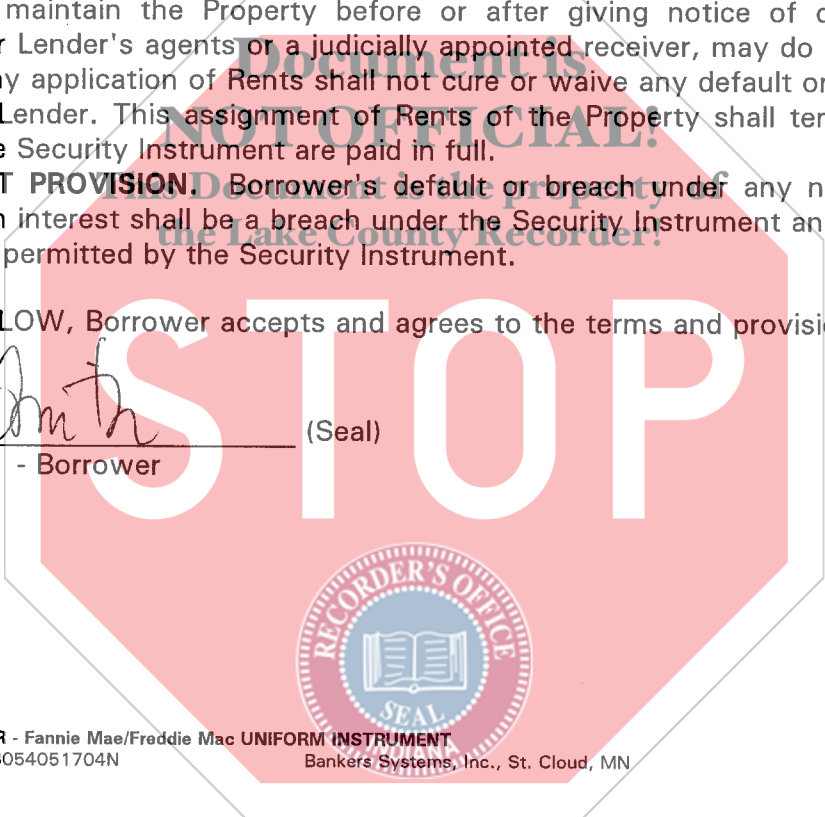 maintain the Property before or after giving notice of
Lender's agents or a judicially appointed receiver, may do
application of Rents shall not cure or waive any default or
Lender. This assignment of Rents of the Property shall ter
Security Instrument are paid in full.
T PROVISION. Borrower's default or breach under any n
interest shall be a breach under the Security Instrument an
permitted by the Security Instrument.
LOW, Borrower accepts and agrees to the terms and provisi
(Seal)
- Borrower
Document is
NOT OFFICIAL!
This Document is the property of
the Lake County Recorder!
STOP
RECORDER'S OFFICE
SEAL
INDIANA
R - Fannie Mae/Freddie Mac UNIFORM INSTRUMENT
054051704N Bankers Systems, Inc., St. Cloud, MN